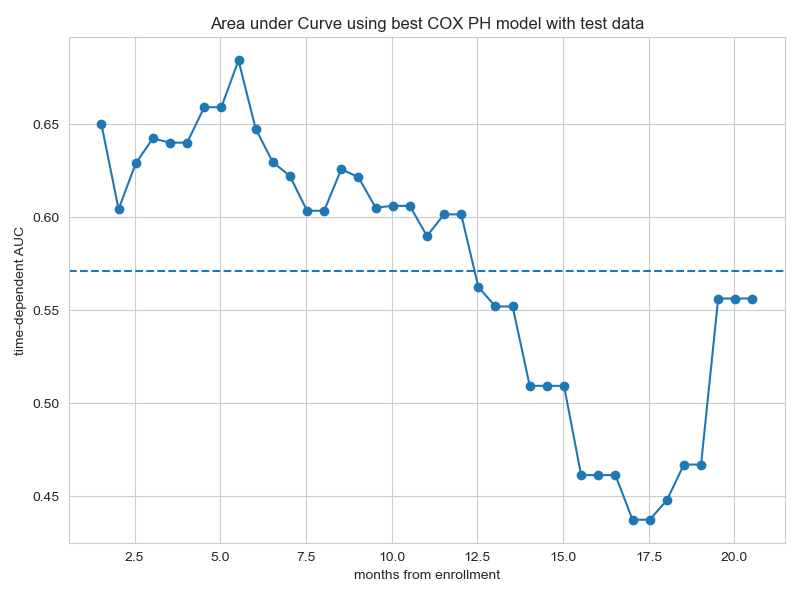 Area under Curve using best COX PH model with test data
time-dependent AUC
0.65
0.60
0.55
0.50
0.45
2.5 5.0 7.5 10.0 12.5 15.0 17.5 20.0
months from enrollment